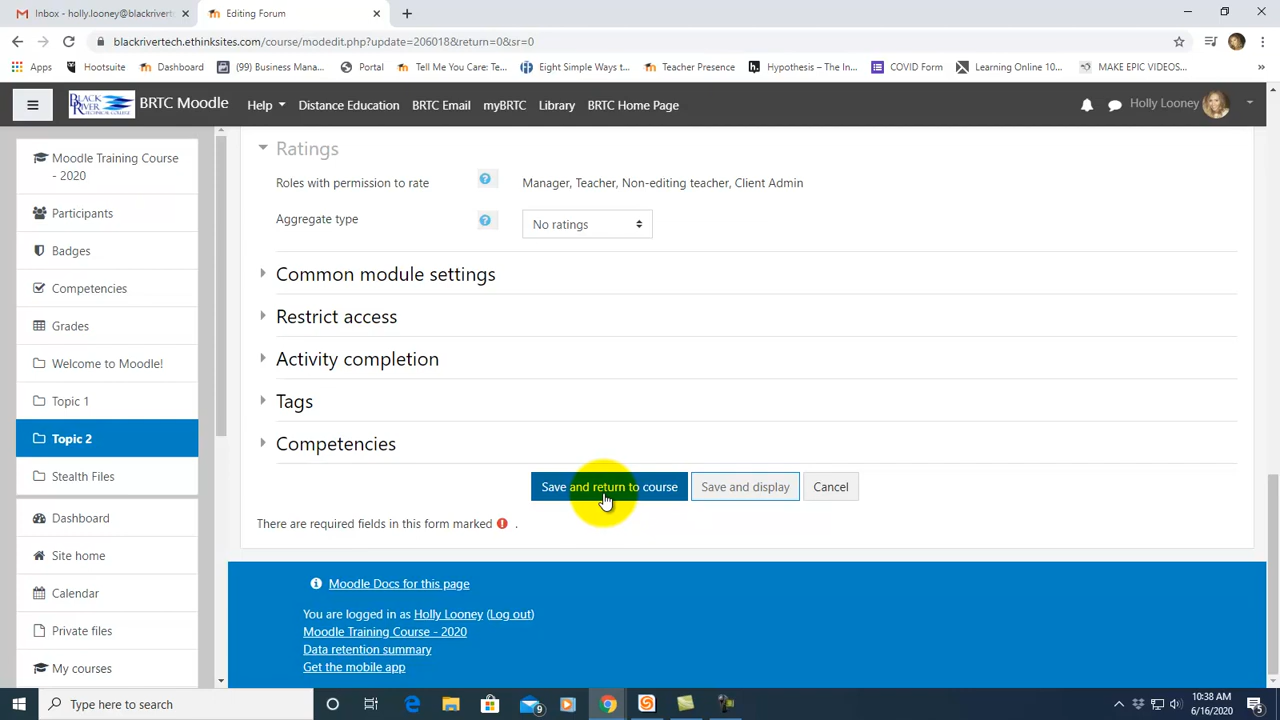 Inbox - holly.looney@blackrivert
Editing Forum
blackrivertech.ethinksites.com/course/modedit.php?update=206018&return=0&sr=0
Apps
Hootsuite
Dashboard
(99) Business Mana...
Portal
Tell Me You Care: Te...
Eight Simple Ways t...
Teacher Presence
Hypothesis – The In...
COVID Form
Learning Online 10...
MAKE EPIC VIDEOS...
BLACK RIVER
BRTC Moodle
Help
Distance Education
BRTC Email
myBRTC
Library
BRTC Home Page
Holly Looney
Moodle Training Course
- 2020
Participants
Badges
Competencies
Grades
Welcome to Moodle!
Topic 1
Topic 2
Stealth Files
Dashboard
Site home
Calendar
Private files
My courses
Ratings
Roles with permission to rate
Manager, Teacher, Non-editing teacher, Client Admin
Aggregate type
No ratings
Common module settings
Restrict access
Activity completion
Tags
Competencies
Save and return to course
Save and display
Cancel
There are required fields in this form marked .
Moodle Docs for this page
You are logged in as Holly Looney (Log out)
Moodle Training Course - 2020
Data retention summary
Get the mobile app
Type here to search
9
10:38 AM
6/16/2020
5